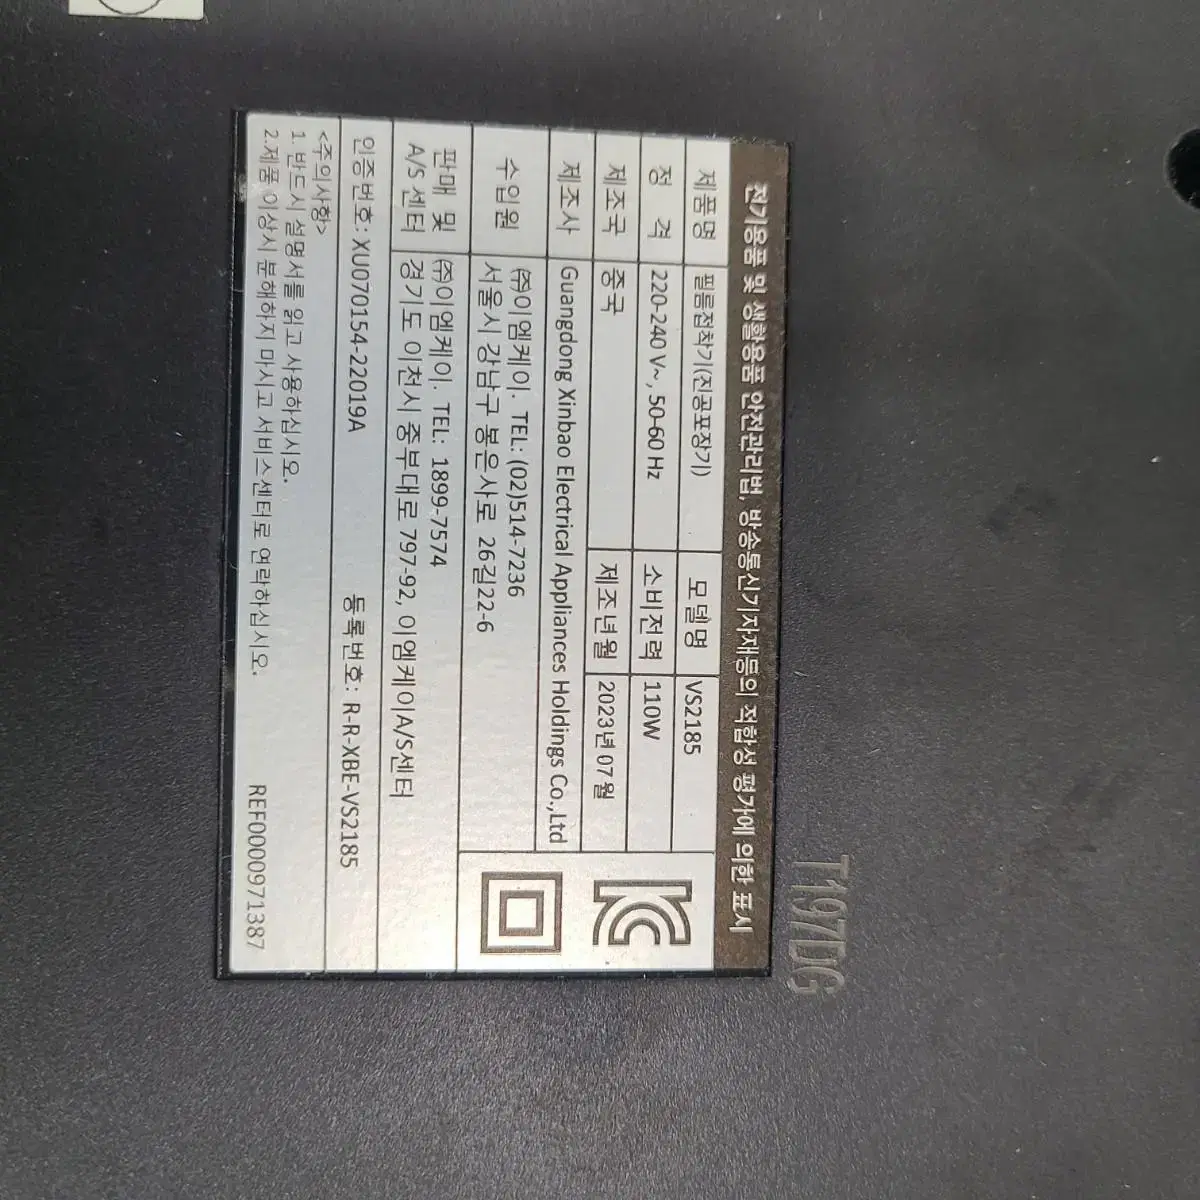 전기용품 및 생활용품 안전관리법, 방송통신기자재등의 적합성 평가에 의한 표시
제품명 필름접착기(진공포장기) 모델명 VS2185
정 격 220-240 V~, 50-60 Hz 소비전력 110W
제조국 중국 제조년월 2023년 07월
제조사 Guangdong Xinbao Electrical Appliances Holdings Co.,Ltd
수입원 ㈜이엠케이. TEL: (02)514-7236
서울시 강남구 봉은사로 26길22-6
판매 및 ㈜이엠케이. TEL: 1899-7574
A/S 센터 경기도 이천시 중부대로 797-92, 이엠케이A/S센터
인증번호: XU070154-22019A 등록번호: R-R-XBE-VS2185
<주의사항>
1. 반드시 설명서를 읽고 사용하십시오.
2.제품 이상시 분해하지 마시고 서비스센터로 연락하십시오.
REF0000971387
T197DG